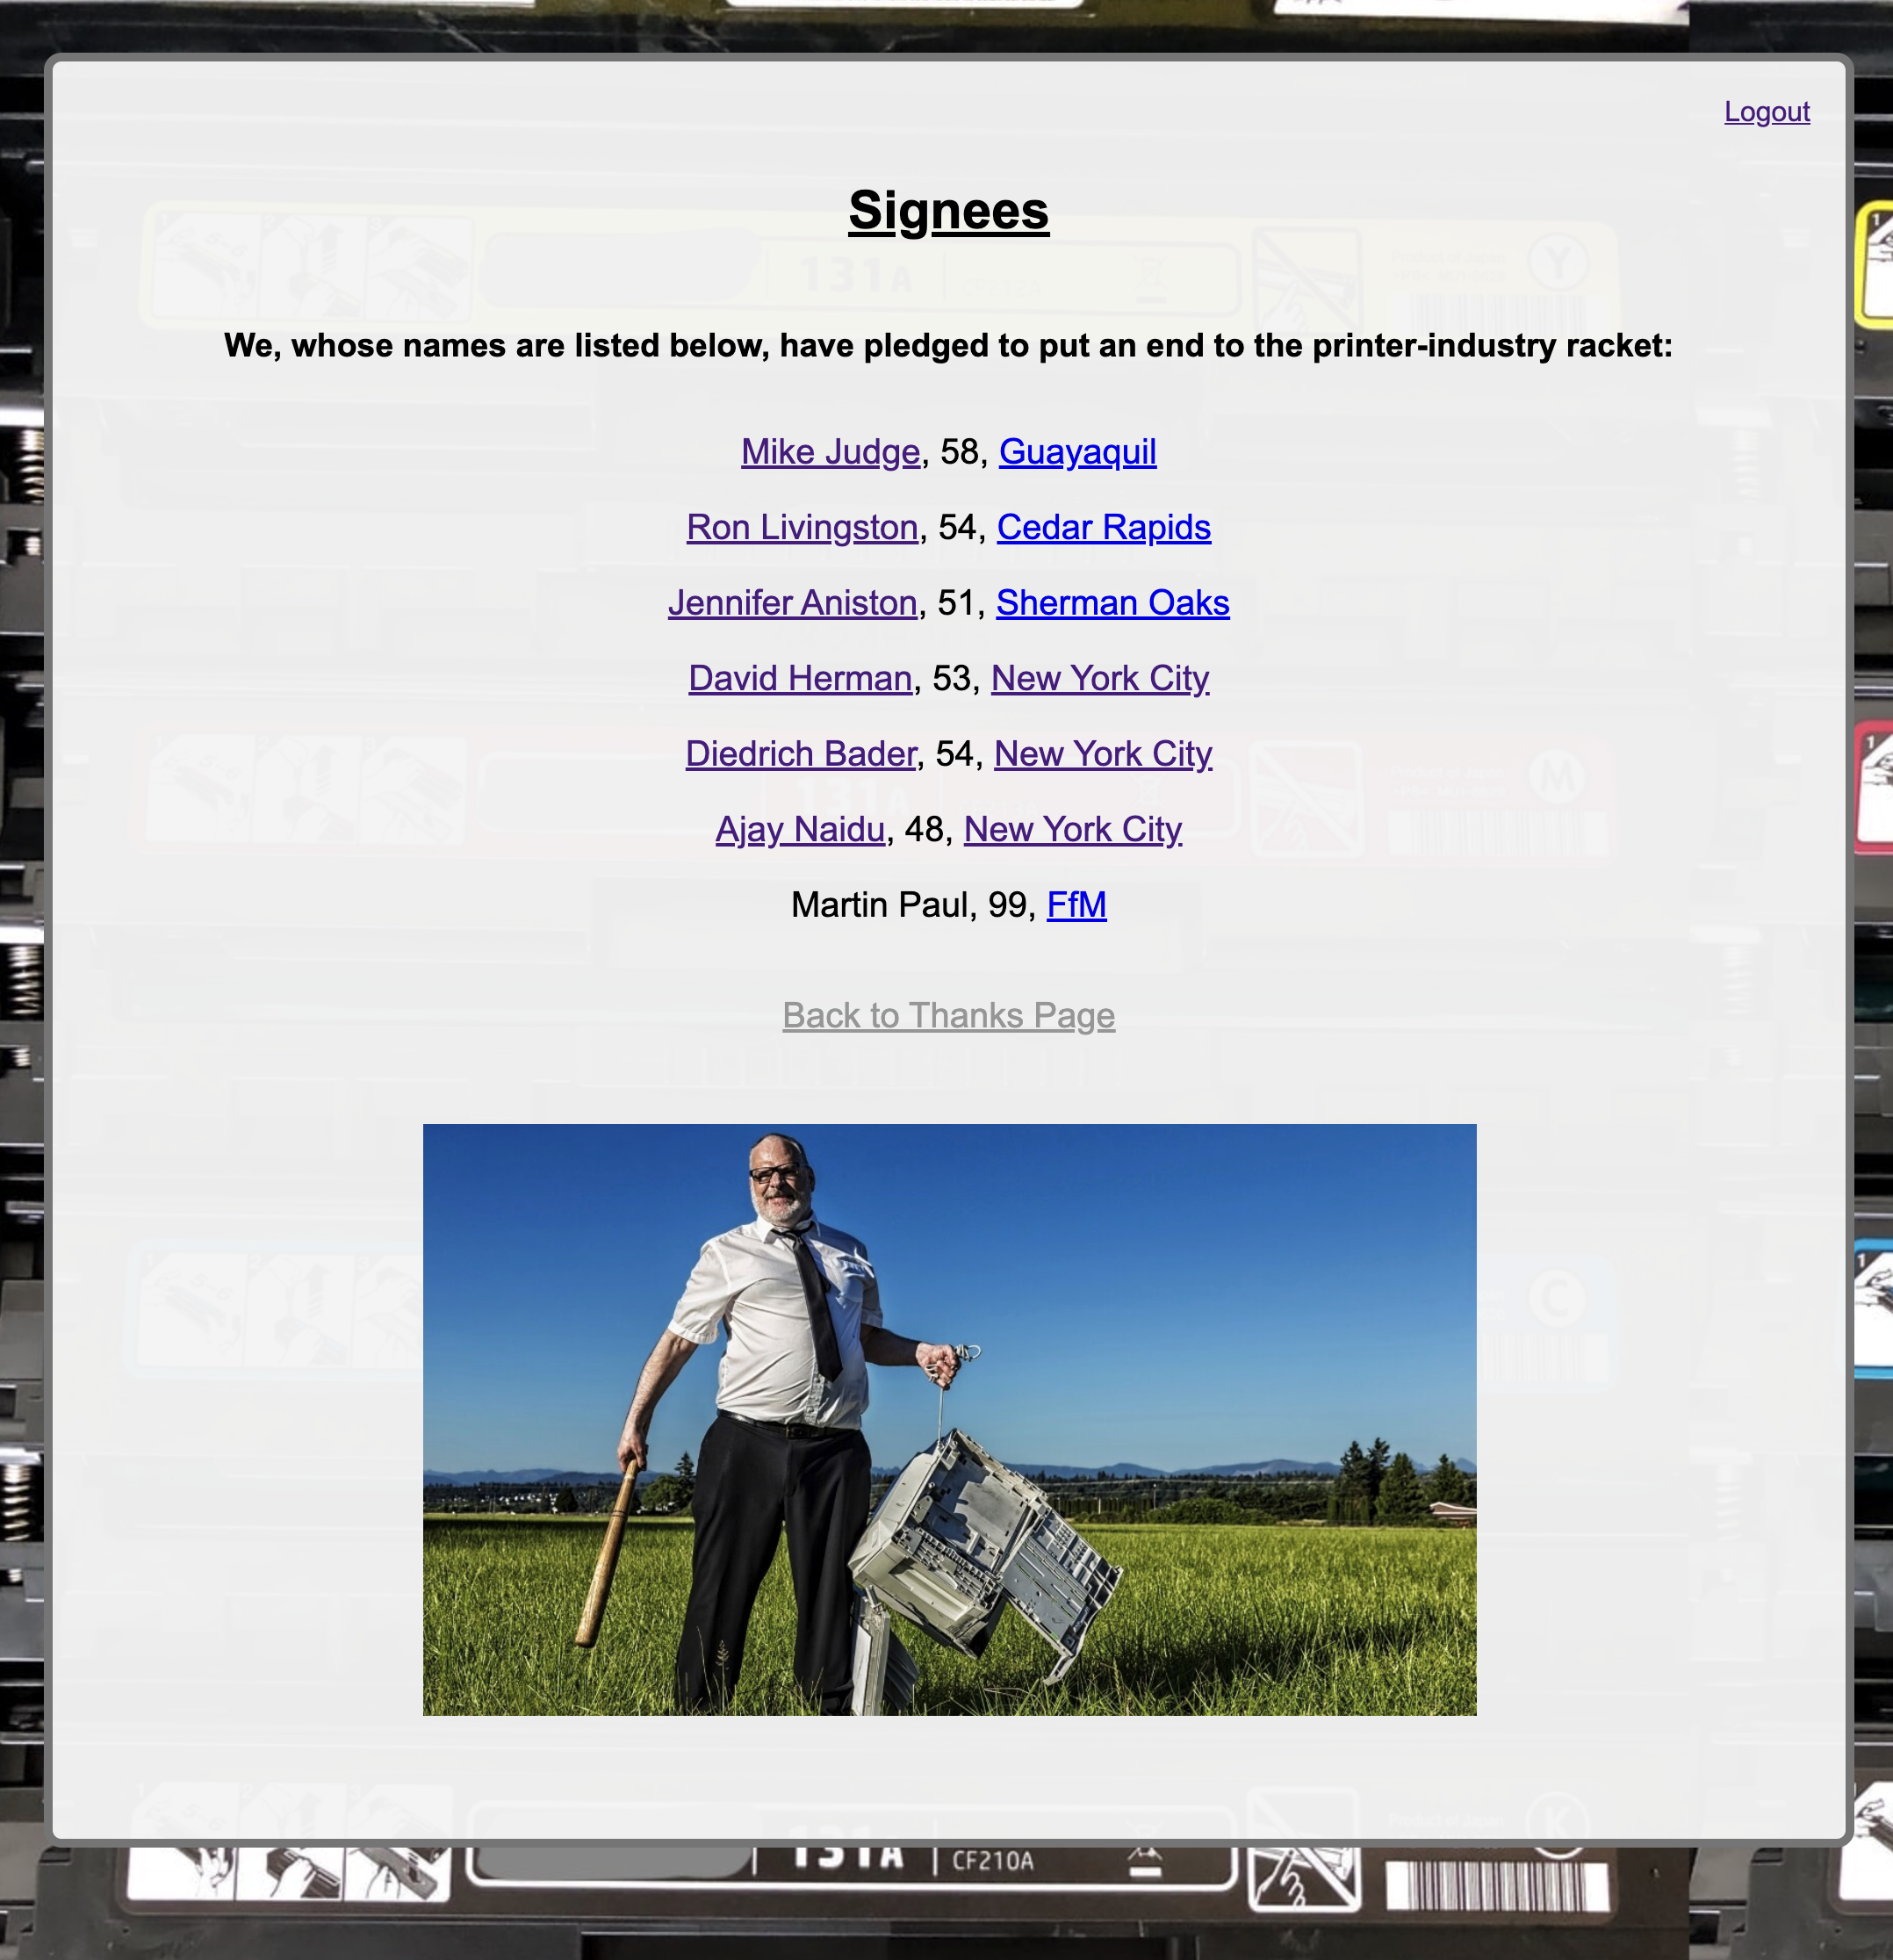 Logout
Signees
131A
Y
We, whose names are listed below, have pledged to put an end to the printer-industry racket:
Mike Judge, 58, Guayaquil
Ron Livingston, 54, Cedar Rapids
Jennifer Aniston, 51, Sherman Oaks
David Herman, 53, New York City
M
Diedrich Bader, 54, New York City
131A
Ajay Naidu, 48, New York City
Martin Paul, 99, FfM
Back to Thanks Page
C
K
131A CF210A